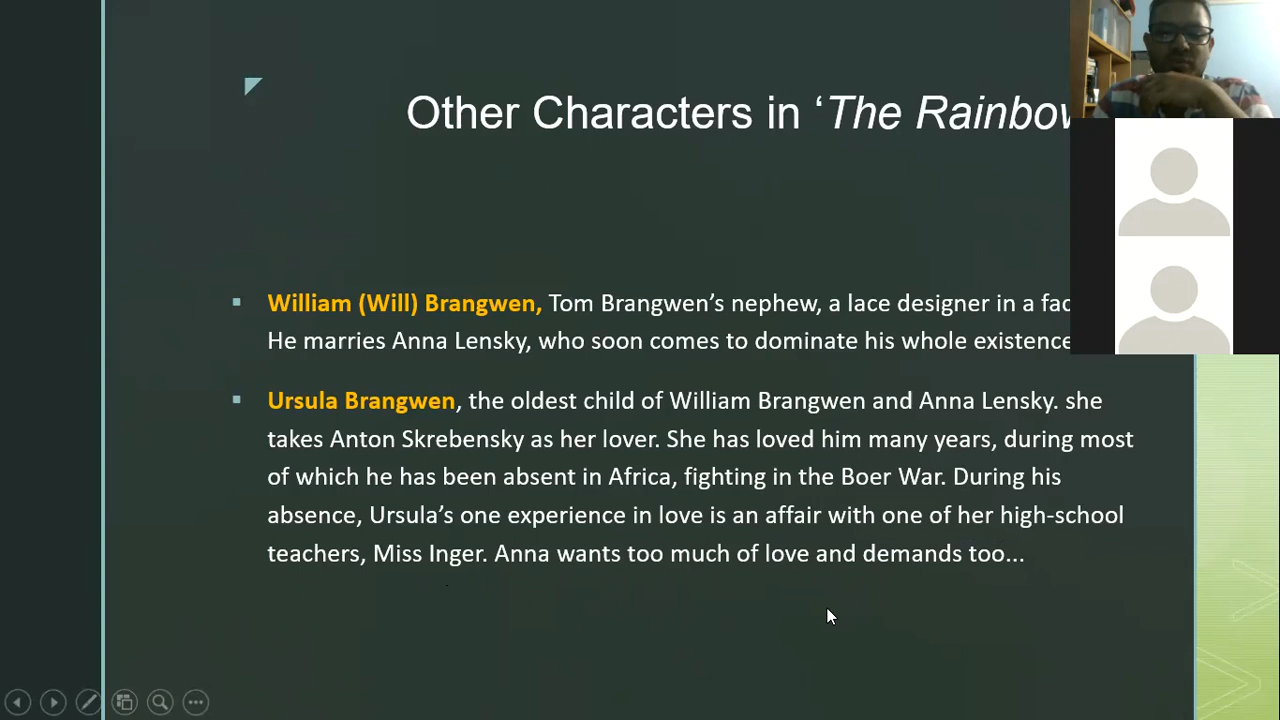 Other Characters in ‘The Rainbow
William (Will) Brangwen, Tom Brangwen’s nephew, a lace designer in a fac
He marries Anna Lensky, who soon comes to dominate his whole existence
Ursula Brangwen, the oldest child of William Brangwen and Anna Lensky. she
takes Anton Skrebensky as her lover. She has loved him many years, during most
of which he has been absent in Africa, fighting in the Boer War. During his
absence, Ursula’s one experience in love is an affair with one of her high-school
teachers, Miss Inger. Anna wants too much of love and demands too...